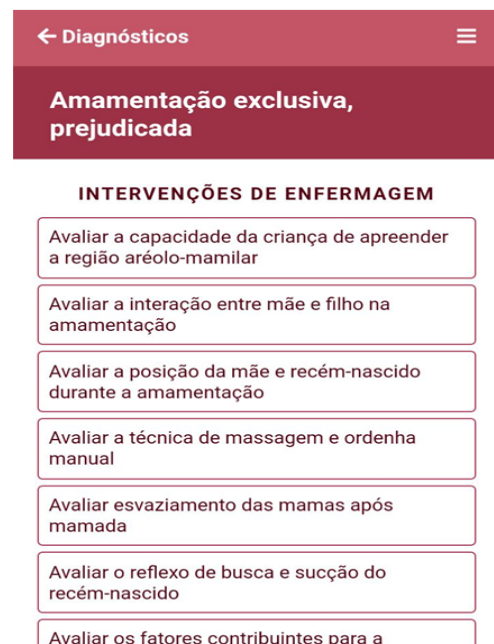 ← Diagnósticos
Amamentação exclusiva,
prejudicada
INTERVENÇÕES DE ENFERMAGEM
Avaliar a capacidade da criança de apreender
a região aréolo-mamilar
Avaliar a interação entre mãe e filho na
amamentação
Avaliar a posição da mãe e recém-nascido
durante a amamentação
Avaliar a técnica de massagem e ordenha
manual
Avaliar esvaziamento das mamas após
mamada
Avaliar o reflexo de busca e sucção do
recém-nascido
Avaliar os fatores contribuintes para a